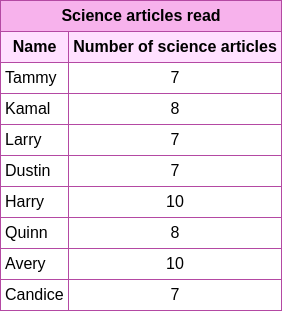 Science articles read
Name Number of science articles
Tammy 7
Kamal 8
Larry 7
Dustin 7
Harry 10
Quinn 8
Avery 10
Candice 7